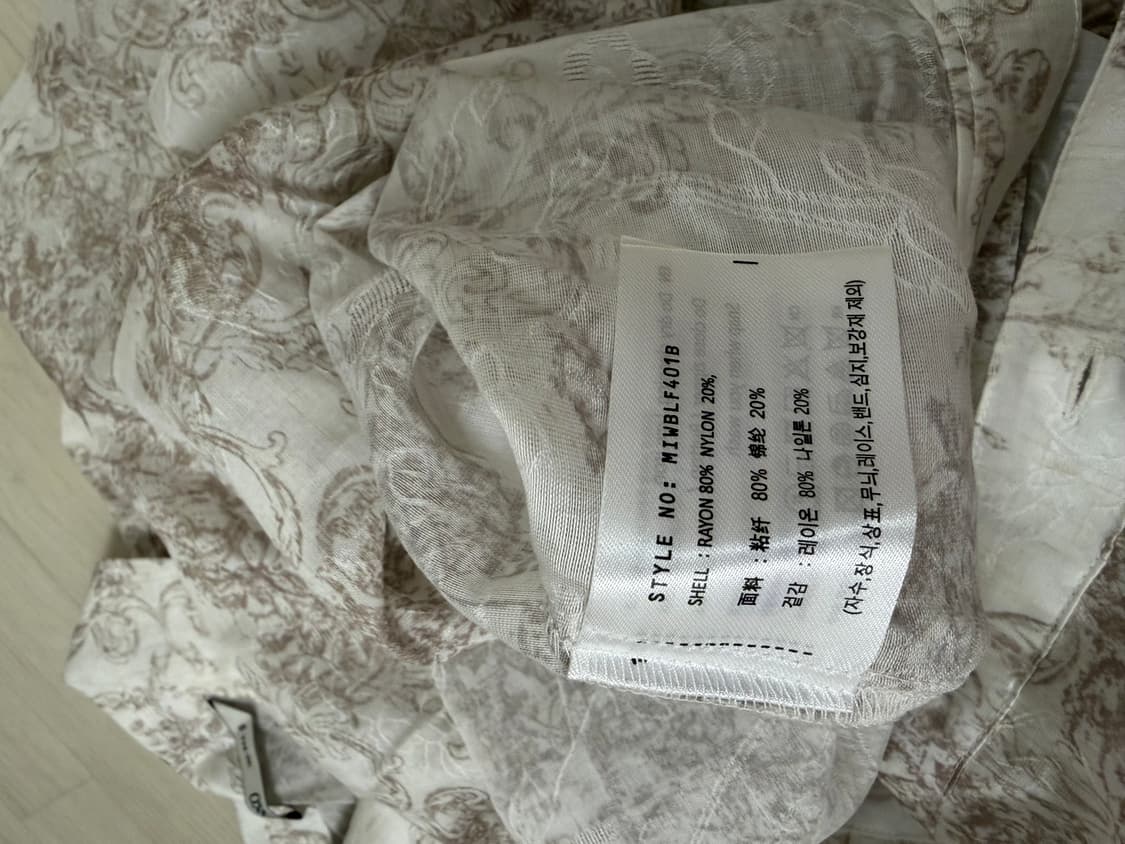 STYLE NO: MIWBLF401B
SHELL : RAYON 80% NYLON 20%,
面料 : 粘纤 80% 锦纶 20%
겉감 : 레이온 80% 나일론 20%
(자수,장식,상표,무늬,레이스,밴드,심지,보강재 제외)